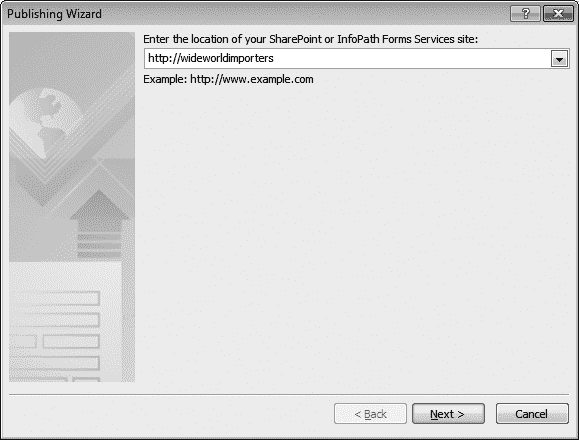 Publishing Wizard
Enter the location of your SharePoint or InfoPath Forms Services site:
http://wideworldimporters
Example: http://www.example.com
< Back
Next >
Cancel